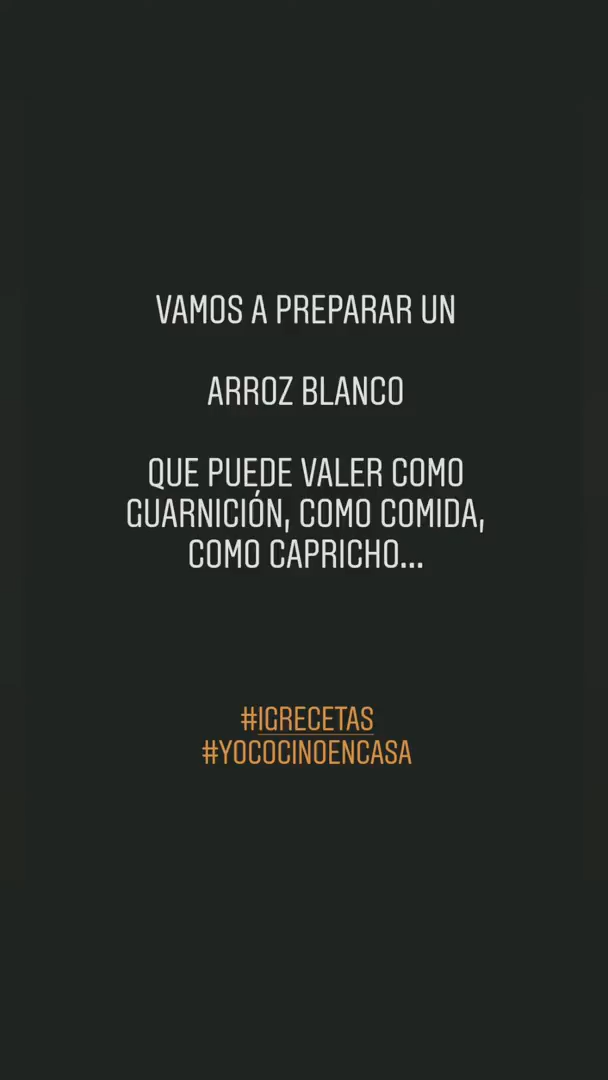 VAMOS A PREPARAR UN
ARROZ BLANCO
QUE PUEDE VALER COMO
GUARNICIÓN, COMO COMIDA,
COMO CAPRICHO...
#IGRECETAS
#YOCOCINOENCASA